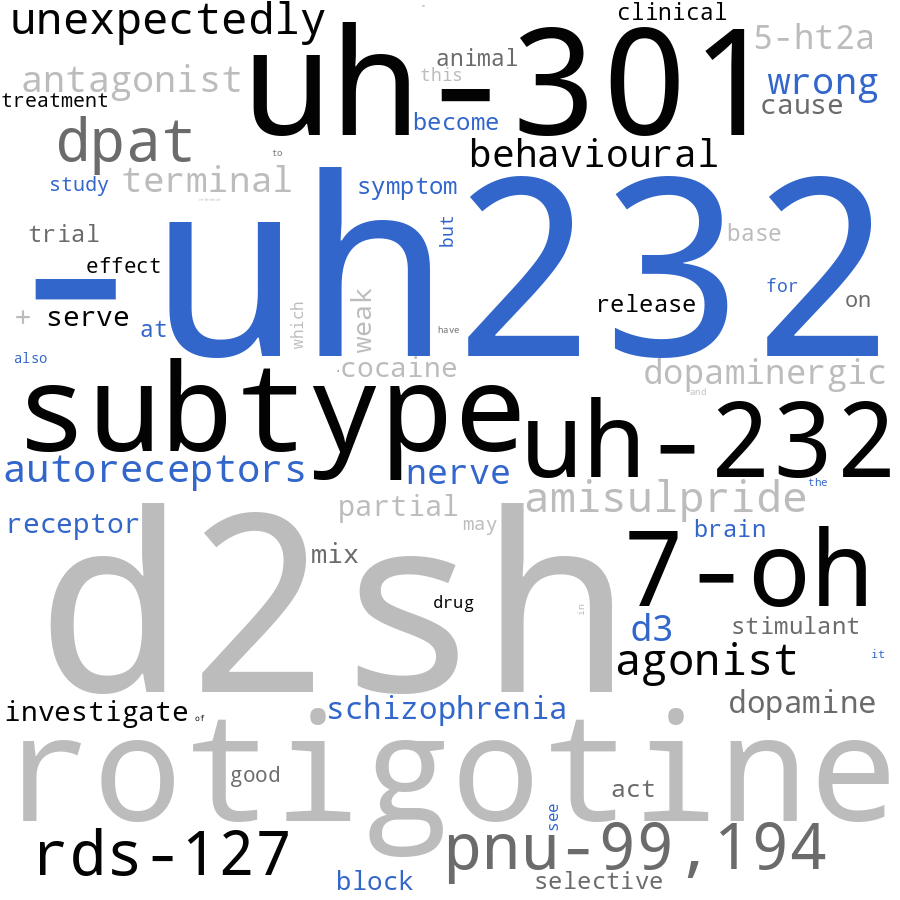 unexpectedly
clinical
uh-301
5-ht2a
animal
antagonist
this
wrong
treatment
cause
become
dpat
behavioural
to
study
terminal
symptom
-uh232
but
trial
base
effect
for
release
on
+ serve
at
which
weak
have
also
cocaine
dopaminergic
and
subtype
uh-232
autoreceptors
nerve
the
amisulpride
partial
receptor
may
brain
d2sh
mix
7-oh
drug
in
d3
stimulant
agonist
it
dopamine
investigate
of
schizophrenia
rotigotine
good
act
see
rds-127
pnu-99,194
block
selective